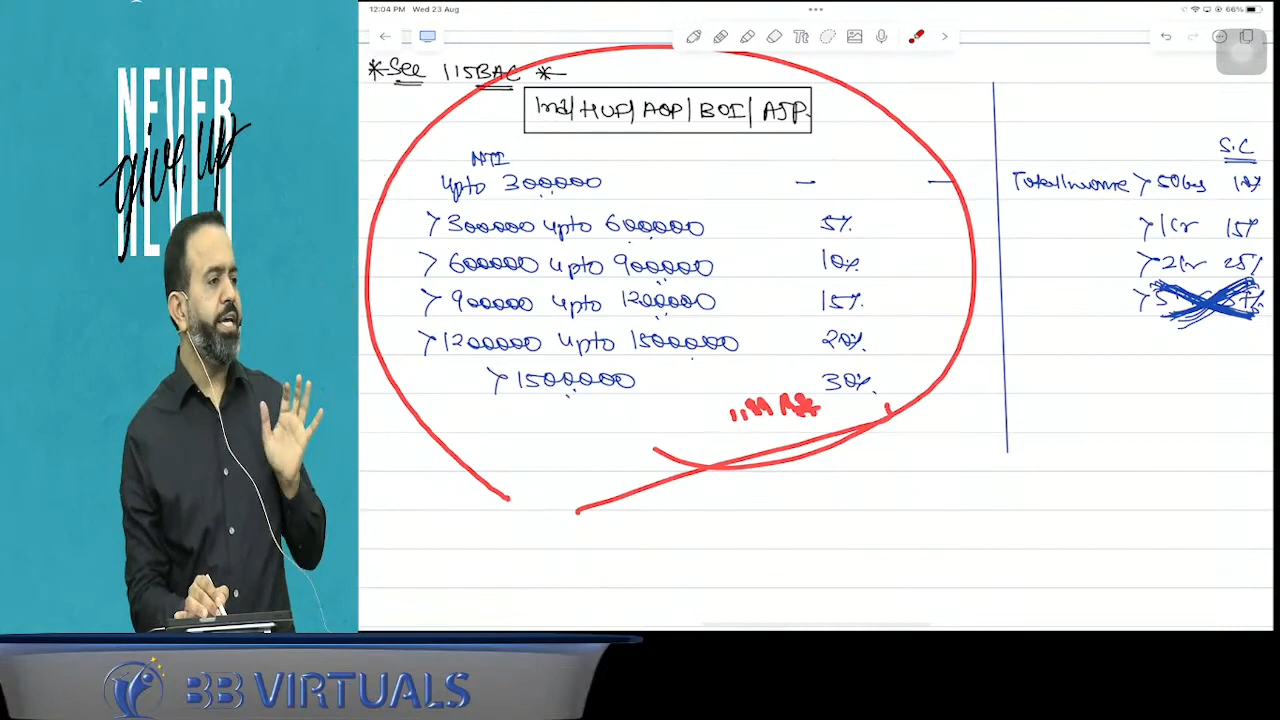 12:04 PM Wed 23 Aug
66%
NEVER
give up
NEVER
*Sec 115BAC *
Ind/HUF/AOP/BOI/AJP.
NTI
upto 300000 — —
>300000 upto 600000 5%
>600000 upto 900000 10%
>900000 upto 1200000 15%
>1200000 upto 1500000 20%
>1500000 30%
S.C
Total Income > 50 10%
>1Cr 15%
>2Cr 25%
BB VIRTUALS